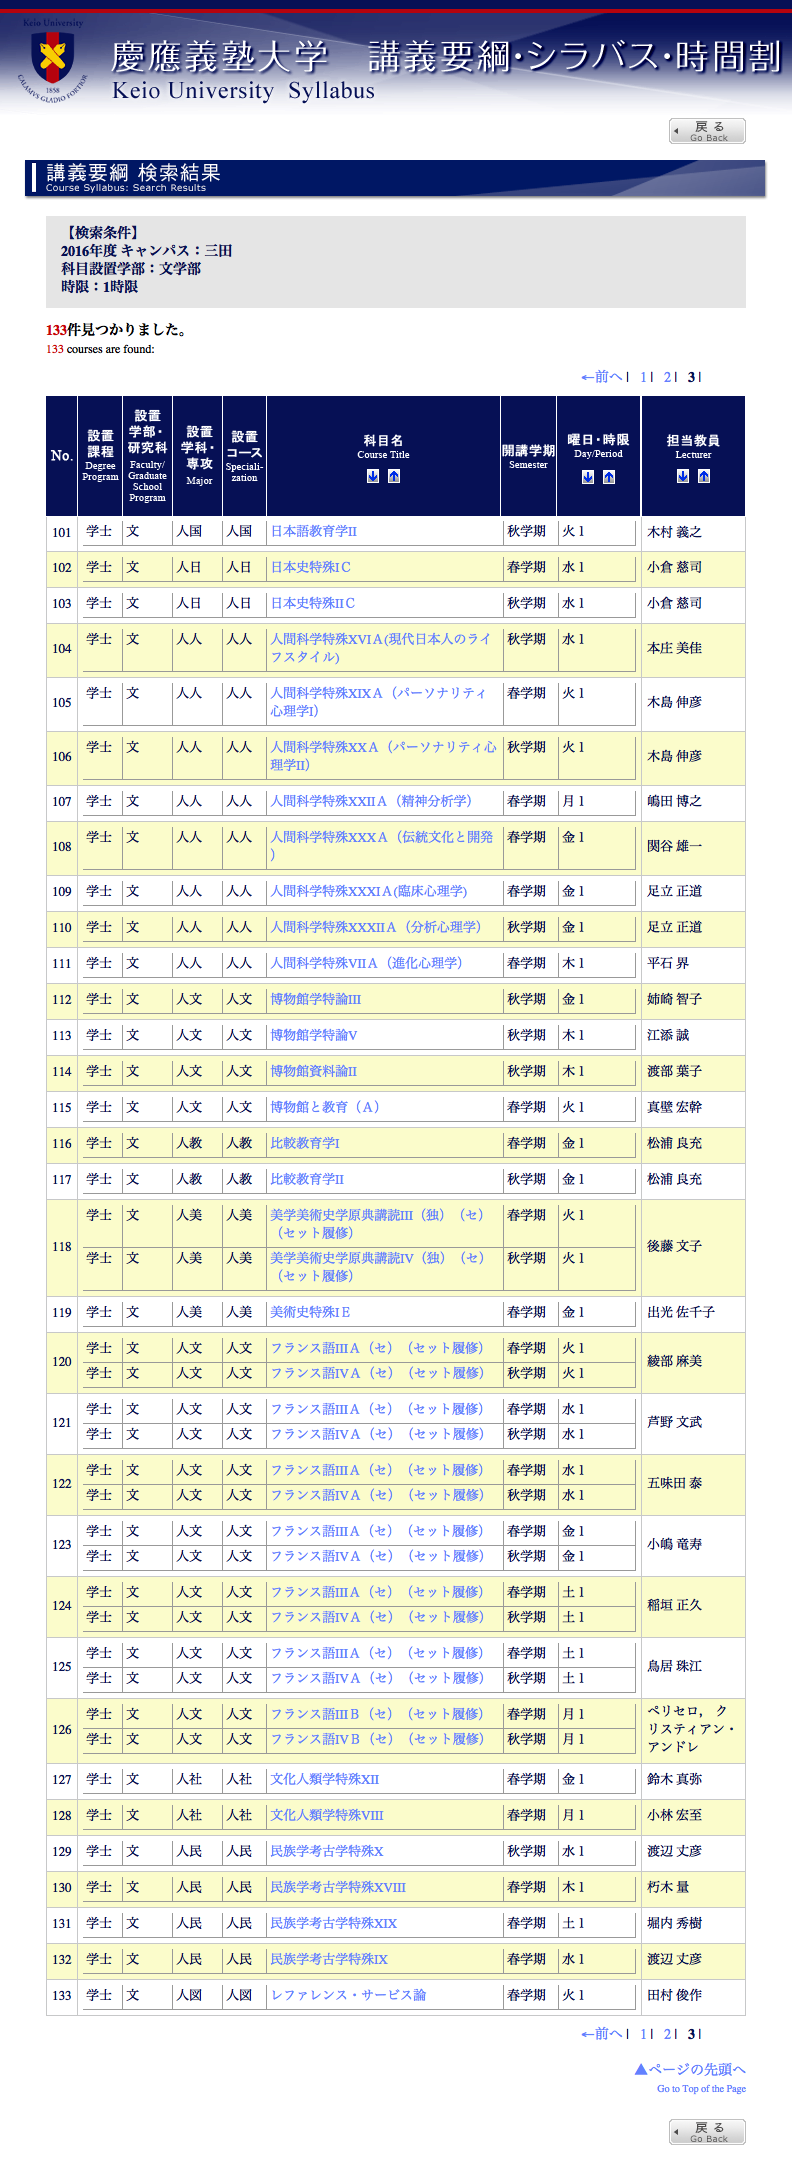 Keio University
CALAMVS GLADIO FORTIOR
1858
慶應義塾大学 講義要綱・シラバス・時間割
Keio University Syllabus
戻る
Go Back
講義要綱 検索結果
Course Syllabus: Search Results
【検索条件】
2016年度 キャンパス：三田
科目設置学部：文学部
時限：1時限
133件見つかりました。
133 courses are found:
←前へ | 1 | 2 | 3 |
No. 設置課程 Degree Program 設置学部・研究科 Faculty/Graduate School Program 設置学科・専攻 Major 設置コース Speciali-zation 科目名 Course Title 開講学期 Semester 曜日・時限 Day/Period 担当教員 Lecturer
101 学士 文 人国 人国 日本語教育学II 秋学期 火 1 木村 義之
102 学士 文 人日 人日 日本史特殊I C 春学期 水 1 小倉 慈司
103 学士 文 人日 人日 日本史特殊II C 秋学期 水 1 小倉 慈司
104 学士 文 人人 人人 人間科学特殊XVI A(現代日本人のライ
フスタイル) 秋学期 水 1 本庄 美佳
105 学士 文 人人 人人 人間科学特殊XIX A（パーソナリティ
心理学I） 春学期 火 1 木島 伸彦
106 学士 文 人人 人人 人間科学特殊XX A（パーソナリティ心
理学II） 秋学期 火 1 木島 伸彦
107 学士 文 人人 人人 人間科学特殊XXII A（精神分析学） 春学期 月 1 嶋田 博之
108 学士 文 人人 人人 人間科学特殊XXX A（伝統文化と開発
） 春学期 金 1 関谷 雄一
109 学士 文 人人 人人 人間科学特殊XXXI A(臨床心理学) 春学期 金 1 足立 正道
110 学士 文 人人 人人 人間科学特殊XXXII A（分析心理学） 秋学期 金 1 足立 正道
111 学士 文 人人 人人 人間科学特殊VII A（進化心理学） 春学期 木 1 平石 界
112 学士 文 人文 人文 博物館学特論III 秋学期 金 1 姉崎 智子
113 学士 文 人文 人文 博物館学特論V 秋学期 木 1 江添 誠
114 学士 文 人文 人文 博物館資料論II 秋学期 木 1 渡部 葉子
115 学士 文 人文 人文 博物館と教育（A） 春学期 火 1 真壁 宏幹
116 学士 文 人教 人教 比較教育学I 春学期 金 1 松浦 良充
117 学士 文 人教 人教 比較教育学II 秋学期 金 1 松浦 良充
118 学士 文 人美 人美 美学美術史学原典講読III（独）（セ）
（セット履修） 春学期 火 1 後藤 文子
学士 文 人美 人美 美学美術史学原典講読IV（独）（セ）
（セット履修） 秋学期 火 1
119 学士 文 人美 人美 美術史特殊I E 春学期 金 1 出光 佐千子
120 学士 文 人文 人文 フランス語III A（セ）（セット履修） 春学期 火 1 綾部 麻美
学士 文 人文 人文 フランス語IV A（セ）（セット履修） 秋学期 火 1
121 学士 文 人文 人文 フランス語III A（セ）（セット履修） 春学期 水 1 芦野 文武
学士 文 人文 人文 フランス語IV A（セ）（セット履修） 秋学期 水 1
122 学士 文 人文 人文 フランス語III A（セ）（セット履修） 春学期 水 1 五味田 泰
学士 文 人文 人文 フランス語IV A（セ）（セット履修） 秋学期 水 1
123 学士 文 人文 人文 フランス語III A（セ）（セット履修） 春学期 金 1 小嶋 竜寿
学士 文 人文 人文 フランス語IV A（セ）（セット履修） 秋学期 金 1
124 学士 文 人文 人文 フランス語III A（セ）（セット履修） 春学期 土 1 稲垣 正久
学士 文 人文 人文 フランス語IV A（セ）（セット履修） 秋学期 土 1
125 学士 文 人文 人文 フランス語III A（セ）（セット履修） 春学期 土 1 鳥居 珠江
学士 文 人文 人文 フランス語IV A（セ）（セット履修） 秋学期 土 1
126 学士 文 人文 人文 フランス語III B（セ）（セット履修） 春学期 月 1 ペリセロ， ク
リスティアン・
アンドレ
学士 文 人文 人文 フランス語IV B（セ）（セット履修） 秋学期 月 1
127 学士 文 人社 人社 文化人類学特殊XII 春学期 金 1 鈴木 真弥
128 学士 文 人社 人社 文化人類学特殊VIII 春学期 月 1 小林 宏至
129 学士 文 人民 人民 民族学考古学特殊X 秋学期 水 1 渡辺 丈彦
130 学士 文 人民 人民 民族学考古学特殊XVIII 春学期 木 1 朽木 量
131 学士 文 人民 人民 民族学考古学特殊XIX 春学期 土 1 堀内 秀樹
132 学士 文 人民 人民 民族学考古学特殊IX 春学期 水 1 渡辺 丈彦
133 学士 文 人図 人図 レファレンス・サービス論 春学期 火 1 田村 俊作
←前へ | 1 | 2 | 3 |
▲ページの先頭へ
Go to Top of the Page
戻る
Go Back